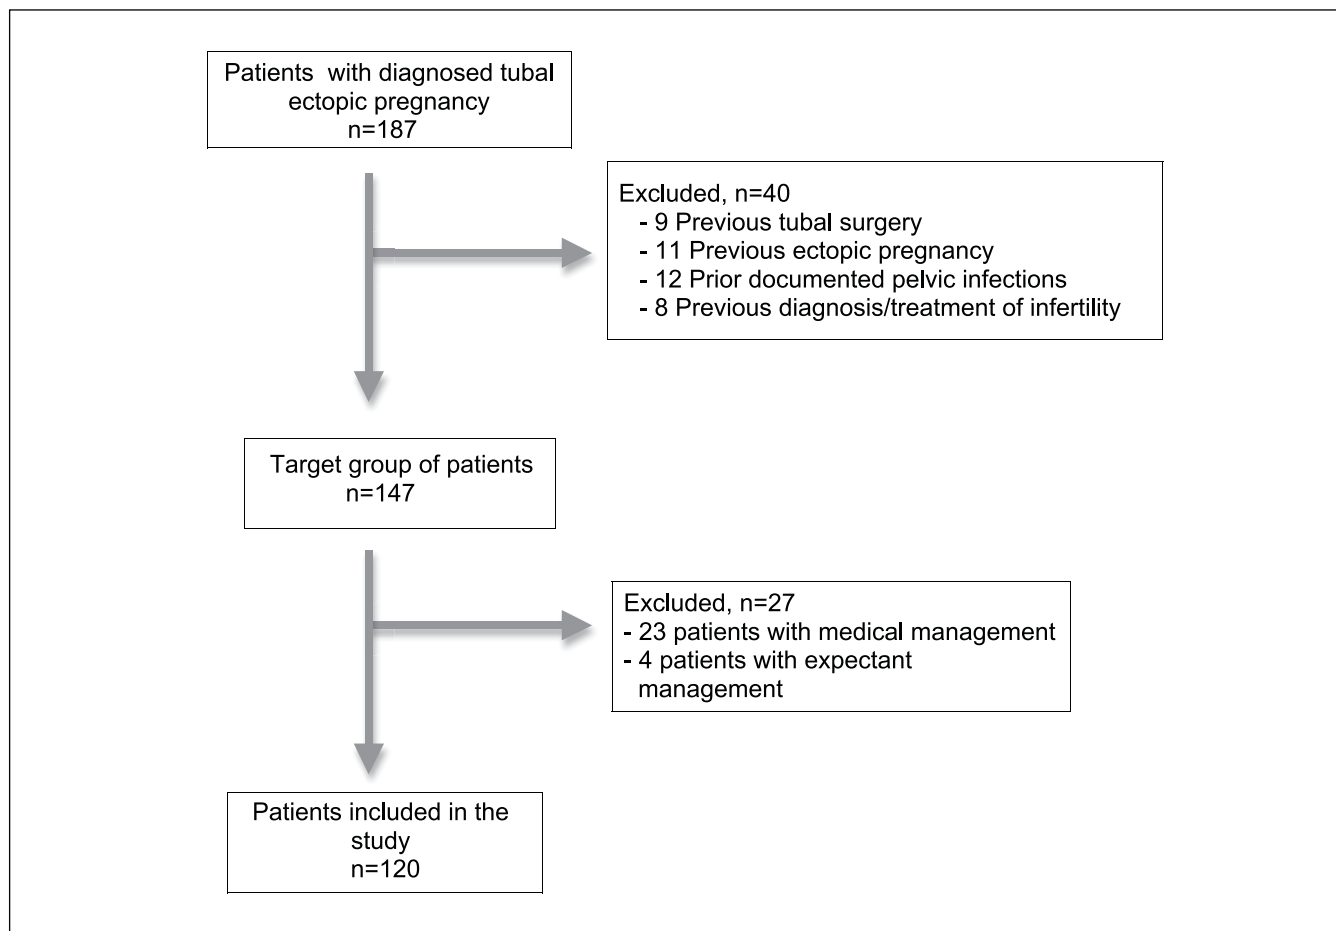 Patients with diagnosed tubal
ectopic pregnancy
n=187
Excluded, n=40
- 9 Previous tubal surgery
- 11 Previous ectopic pregnancy
- 12 Prior documented pelvic infections
- 8 Previous diagnosis/treatment of infertility
Target group of patients
n=147
Excluded, n=27
- 23 patients with medical management
- 4 patients with expectant
management
Patients included in the
study
n=120